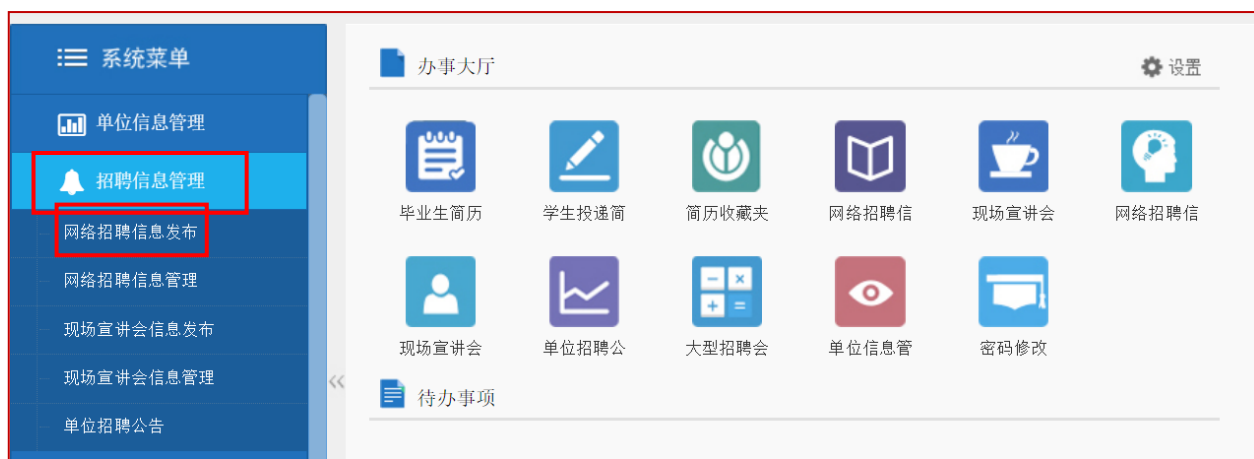 系统菜单
单位信息管理
招聘信息管理
网络招聘信息发布
网络招聘信息管理
现场宣讲会信息发布
现场宣讲会信息管理
单位招聘公告
办事大厅
设置
毕业生简历
学生投递简
简历收藏夹
网络招聘信
现场宣讲会
网络招聘信
现场宣讲会
单位招聘公
大型招聘会
单位信息管
密码修改
待办事项